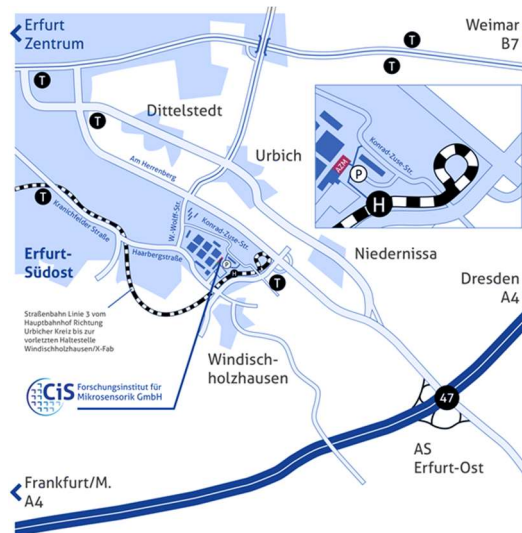 Erfurt
Zentrum
Weimar
B7
T
T
T
T
Dittelstedt
Am Herrenberg
Urbich
Konrad-Zuse-Str.
AZM
P
H
T
Kranichfelder Straße
W.-Wolff-Str.
Konrad-Zuse-Str.
Erfurt-
Südost
Haarbergstraße
P
H
T
Niedernissa
Dresden
A4
Straßenbahn Linie 3 vom
Hauptbahnhof Richtung
Urbicher Kreiz bis zur
vorletzten Haltestelle
Windischholzhausen/X-Fab
Windisch-
holzhausen
CiS
Forschungsinstitut für
Mikrosensorik GmbH
47
AS
Erfurt-Ost
Frankfurt/M.
A4